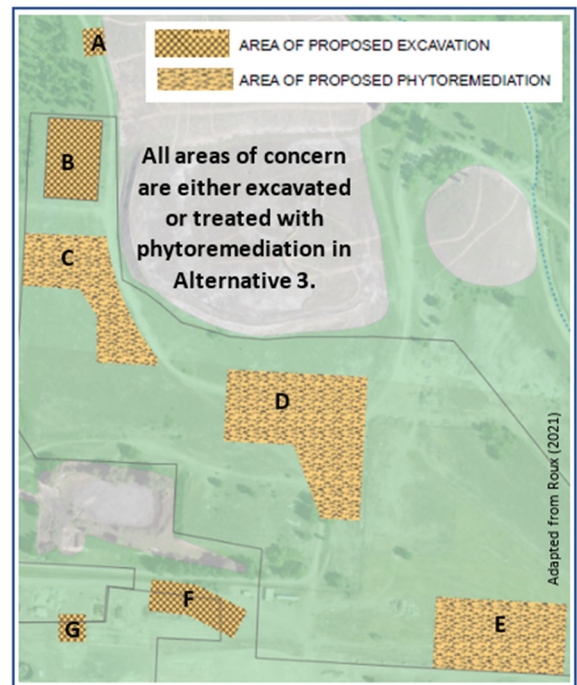 A
AREA OF PROPOSED EXCAVATION
AREA OF PROPOSED PHYTOREMEDIATION
B
All areas of concern
are either excavated
or treated with
phytoremediation in
Alternative 3.
C
D
Adapted from Roux (2021)
F
E
G